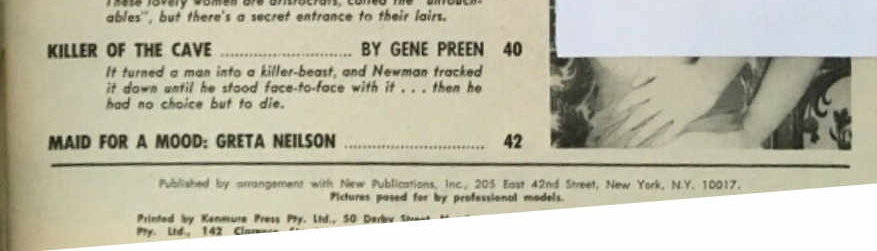 These lovely women are aristocrats, called the "untouch-
ables", but there's a secret entrance to their lairs.
KILLER OF THE CAVE .......................... BY GENE PREEN 40
It turned a man into a killer-beast, and Newman tracked
it down until he stood face-to-face with it . . . then he
had no choice but to die.
MAID FOR A MOOD: GRETA NEILSON ............................ 42
Published by arrangement with New Publications, Inc., 205 East 42nd Street, New York, N.Y. 10017.
Pictures posed for by professional models.
Printed by Kenmure Press Pty. Ltd., 50 Derby Street
Pty. Ltd., 142